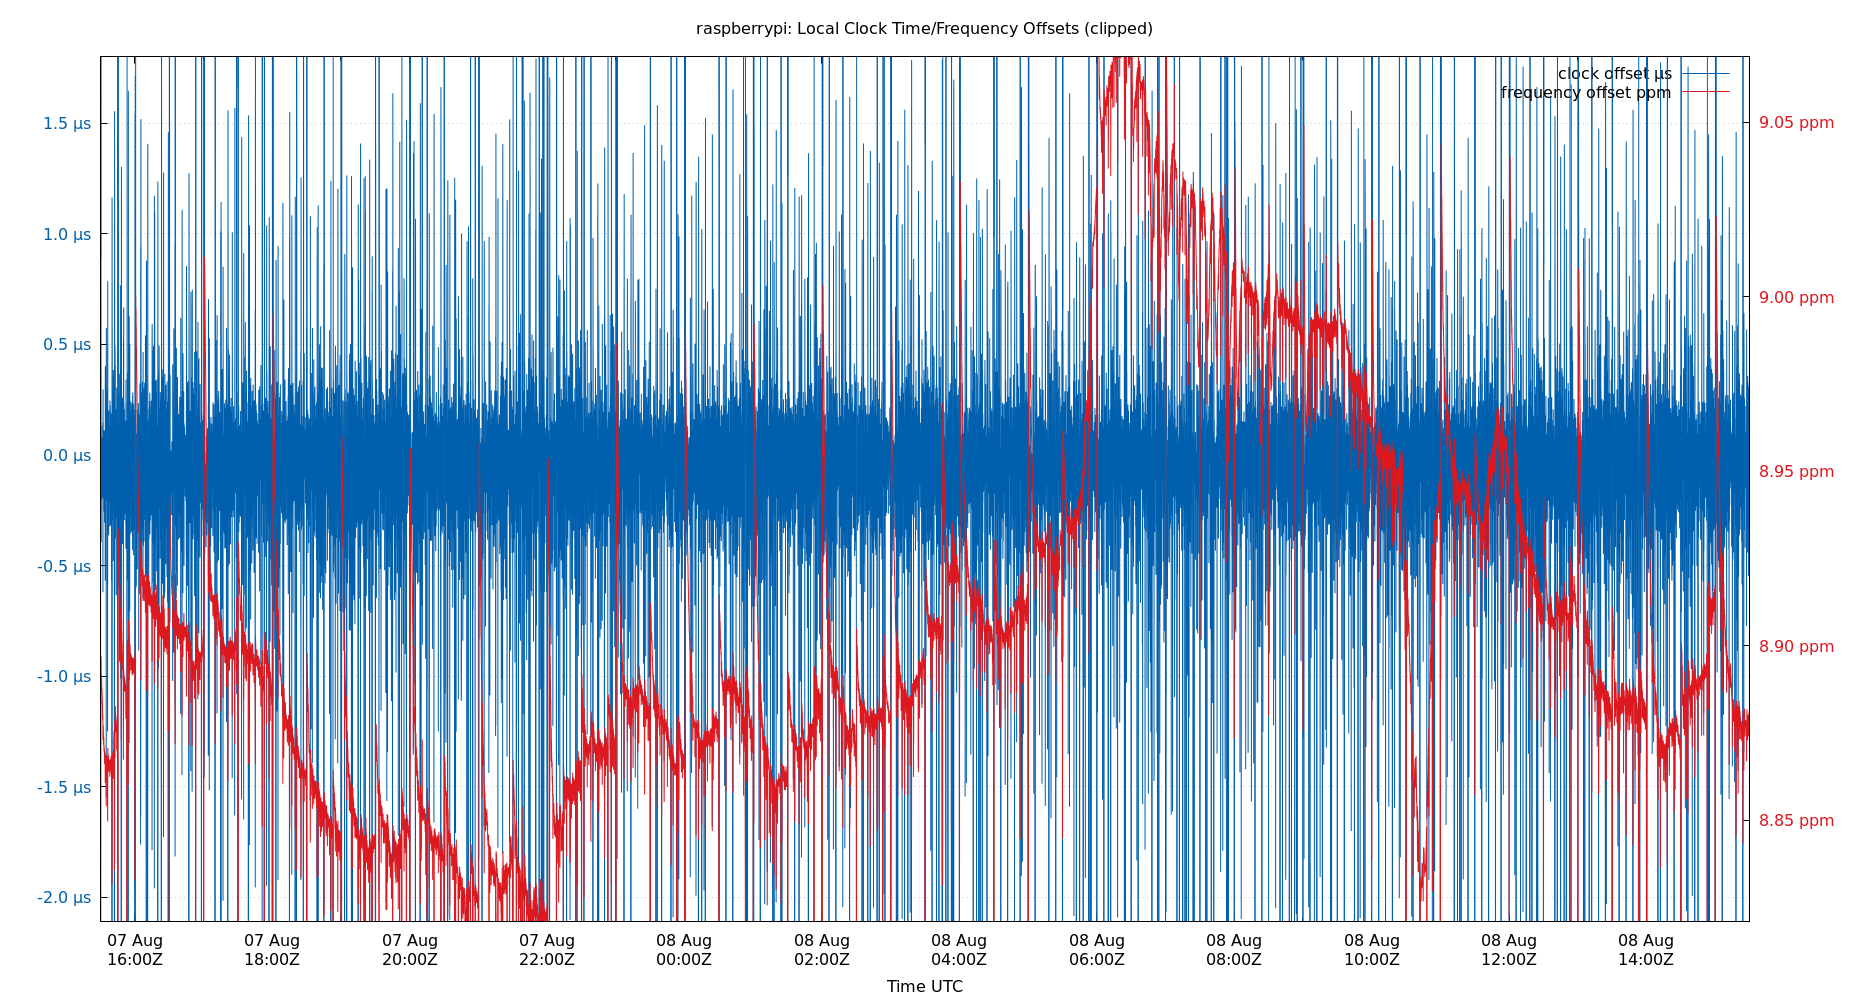 raspberrypi: Local Clock Time/Frequency Offsets (clipped)
clock offset µs
frequency offset ppm
1.5 µs
1.0 µs
0.5 µs
0.0 µs
-0.5 µs
-1.0 µs
-1.5 µs
-2.0 µs
9.05 ppm
9.00 ppm
8.95 ppm
8.90 ppm
8.85 ppm
07 Aug
16:00Z
07 Aug
18:00Z
07 Aug
20:00Z
07 Aug
22:00Z
08 Aug
00:00Z
08 Aug
02:00Z
08 Aug
04:00Z
08 Aug
06:00Z
08 Aug
08:00Z
08 Aug
10:00Z
08 Aug
12:00Z
08 Aug
14:00Z
Time UTC